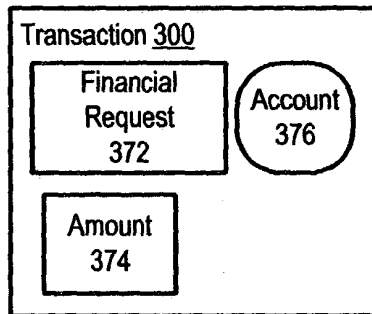 Transaction 300
Financial
Request
372
Account
376
Amount
374